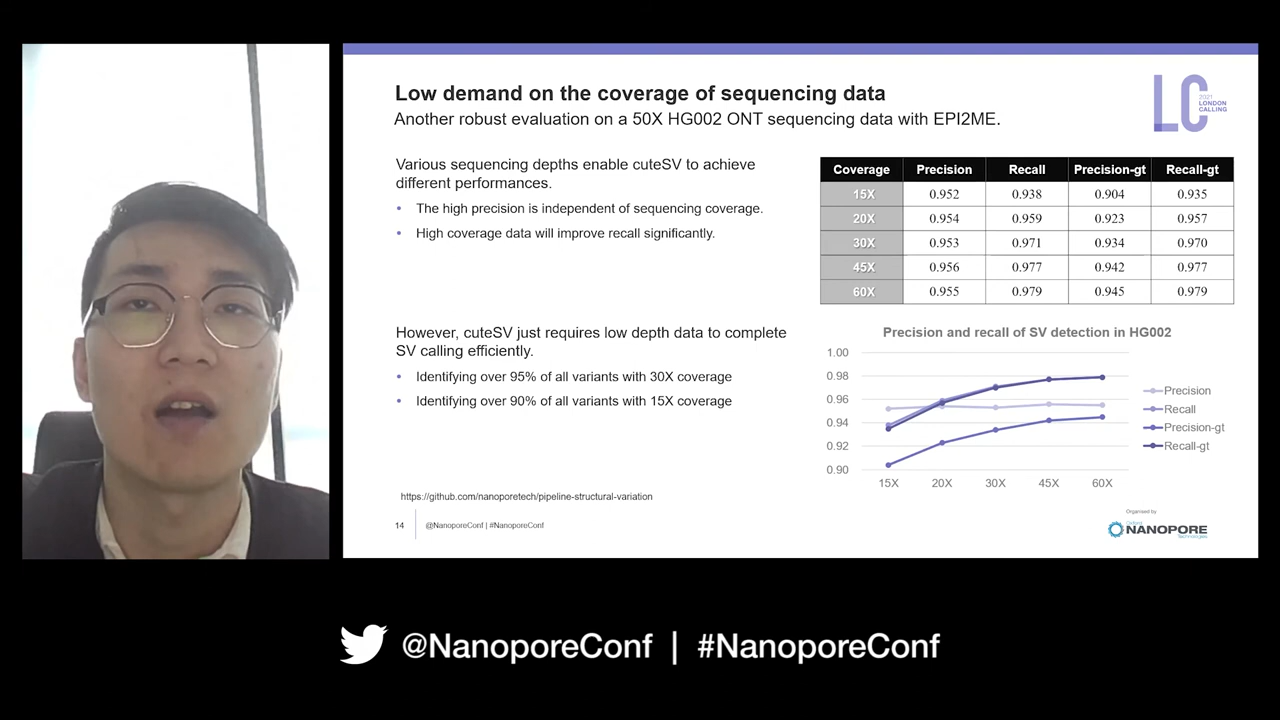 Low demand on the coverage of sequencing data
Another robust evaluation on a 50X HG002 ONT sequencing data with EPI2ME.
LC
2021
LONDON
CALLING
Various sequencing depths enable cuteSV to achieve
different performances.
• The high precision is independent of sequencing coverage.
• High coverage data will improve recall significantly.
However, cuteSV just requires low depth data to complete
SV calling efficiently.
• Identifying over 95% of all variants with 30X coverage
• Identifying over 90% of all variants with 15X coverage
Coverage Precision Recall Precision-gt Recall-gt
15X 0.952 0.938 0.904 0.935
20X 0.954 0.959 0.923 0.957
30X 0.953 0.971 0.934 0.970
45X 0.956 0.977 0.942 0.977
60X 0.955 0.979 0.945 0.979
Precision and recall of SV detection in HG002
1.00
0.98
0.96
0.94
0.92
0.90
15X 20X 30X 45X 60X
Precision
Recall
Precision-gt
Recall-gt
https://github.com/nanoporetech/pipeline-structural-variation
14 @NanoporeConf | #NanoporeConf
Organised by
Oxford
NANOPORE
Technologies
@NanoporeConf | #NanoporeConf